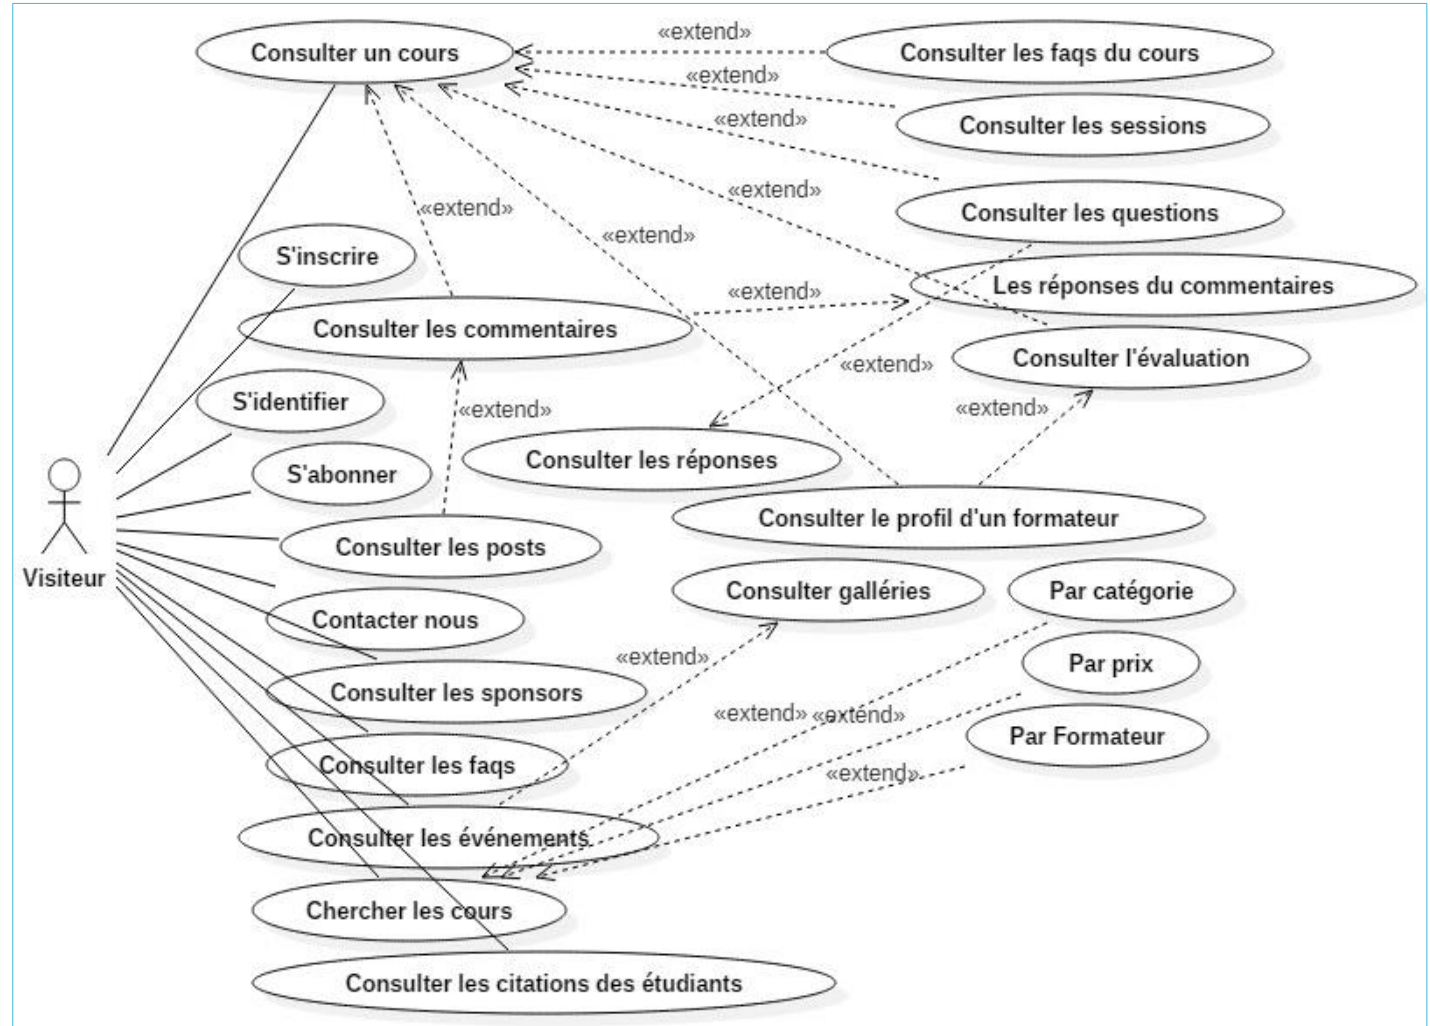 «extend»
Consulter un cours
Consulter les faqs du cours
«extend»
«extend»
Consulter les sessions
«extend»
«extend»
Consulter les questions
«extend»
S'inscrire
Les réponses du commentaires
«extend»
Consulter les commentaires
Consulter l'évaluation
«extend»
S'identifier
«extend»
«extend»
S'abonner
Consulter les réponses
Consulter le profil d'un formateur
Consulter les posts
Visiteur
Consulter galléries
Par catégorie
Contacter nous
«extend»
Par prix
Consulter les sponsors
«extend»
«extend»
Par Formateur
Consulter les faqs
«extend»
Consulter les événements
Chercher les cours
Consulter les citations des étudiants